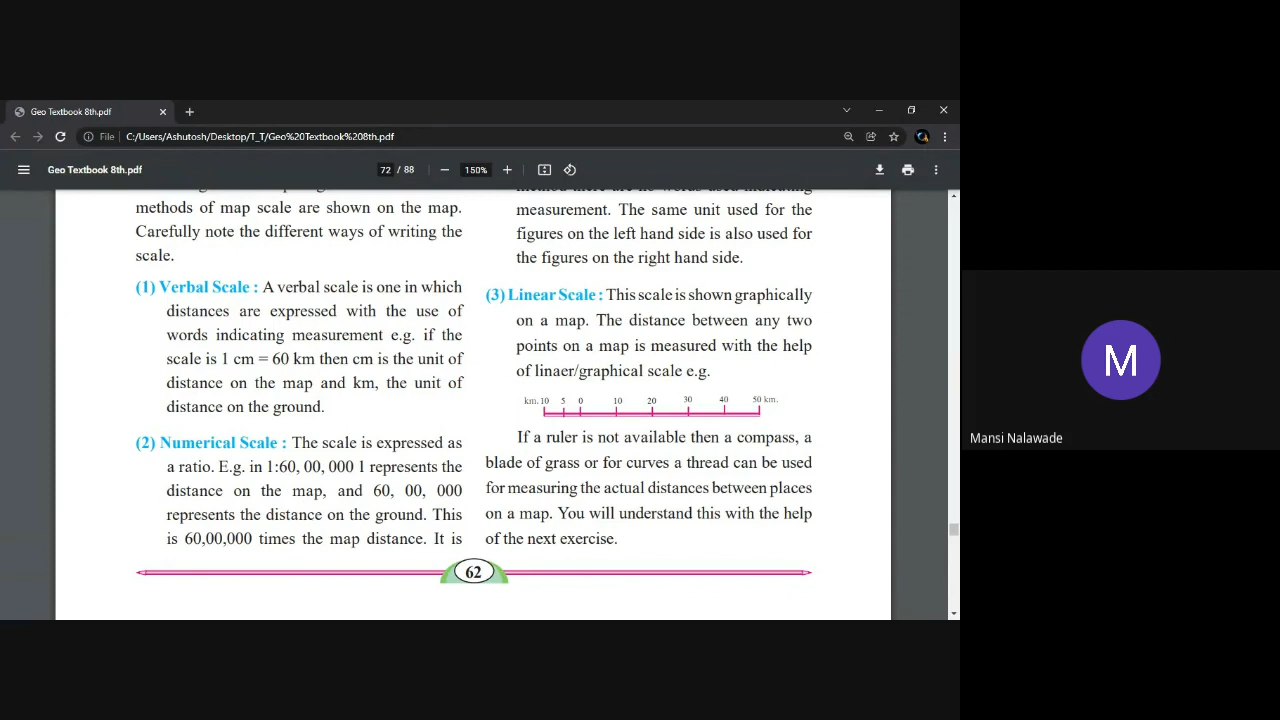 Geo Textbook 8th.pdf
File
C:/Users/Ashutosh/Desktop/T_T/Geo%20Textbook%208th.pdf
Geo Textbook 8th.pdf
72 / 88
150%
methods of map scale are shown on the map.
Carefully note the different ways of writing the
scale.
(1) Verbal Scale : A verbal scale is one in which
distances are expressed with the use of
words indicating measurement e.g. if the
scale is 1 cm = 60 km then cm is the unit of
distance on the map and km, the unit of
distance on the ground.
(2) Numerical Scale : The scale is expressed as
a ratio. E.g. in 1:60, 00, 000 1 represents the
distance on the map, and 60, 00, 000
represents the distance on the ground. This
is 60,00,000 times the map distance. It is
method there are no words used indicating
measurement. The same unit used for the
figures on the left hand side is also used for
the figures on the right hand side.
(3) Linear Scale : This scale is shown graphically
on a map. The distance between any two
points on a map is measured with the help
of linaer/graphical scale e.g.
km. 10 5 0 10 20 30 40 50 km.
If a ruler is not available then a compass, a
blade of grass or for curves a thread can be used
for measuring the actual distances between places
on a map. You will understand this with the help
of the next exercise.
62
M
Mansi Nalawade